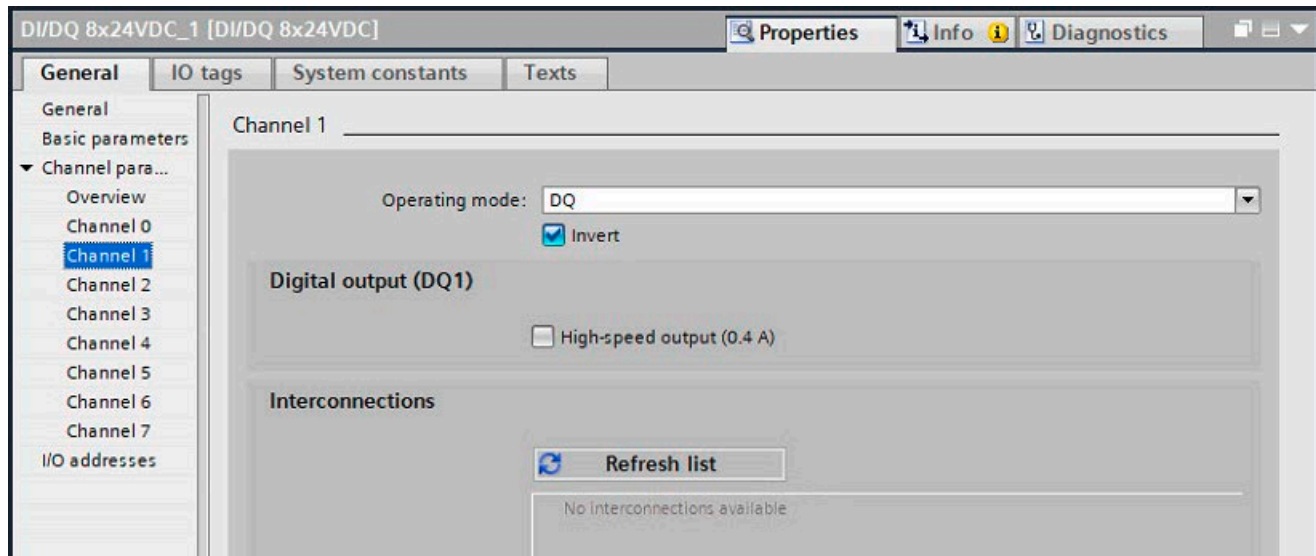 DI/DQ 8x24VDC_1 [DI/DQ 8x24VDC]
Properties
Info
Diagnostics
General
IO tags
System constants
Texts
General
Basic parameters
Channel para...
Overview
Channel 0
Channel 1
Channel 2
Channel 3
Channel 4
Channel 5
Channel 6
Channel 7
I/O addresses
Channel 1
Operating mode: DQ
Invert
Digital output (DQ1)
High-speed output (0.4 A)
Interconnections
Refresh list
No interconnections available